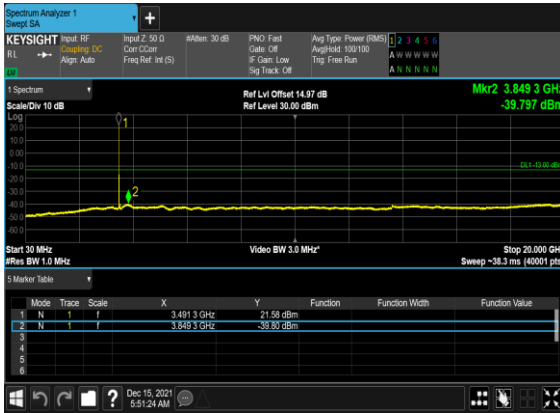 Spectrum Analyzer 1
Swept SA
KEYSIGHT Input: RF Input Z: 50 Ω #Atten: 30 dB PNO: Fast Avg Type: Power (RMS) 1 2 3 4 5 6
RL Coupling: DC Corr CCorr Gate: Off Avg|Hold: 100/100 A W W W W W
Align: Auto Freq Ref: Int (S) IF Gain: Low Trig: Free Run
Sig Track: Off A N N N N N
1 Spectrum Ref Lvl Offset 14.97 dB Mkr2 3.849 3 GHz
Scale/Div 10 dB Ref Level 30.00 dBm -39.797 dBm
Log
20.0
10.0
0.00
-10.0
-20.0
-30.0
-40.0
-50.0
-60.0
1
2
DL1 -13.00 dBm
Start 30 MHz Video BW 3.0 MHz* Stop 20.000 GH
#Res BW 1.0 MHz Sweep ~38.3 ms (40001 pts
5 Marker Table
Mode Trace Scale X Y Function Function Width Function Value
1 N 1 f 3.491 3 GHz 21.58 dBm
2 N 1 f 3.849 3 GHz -39.80 dBm
3
4
5
6
Dec 15, 2021
5:51:24 AM